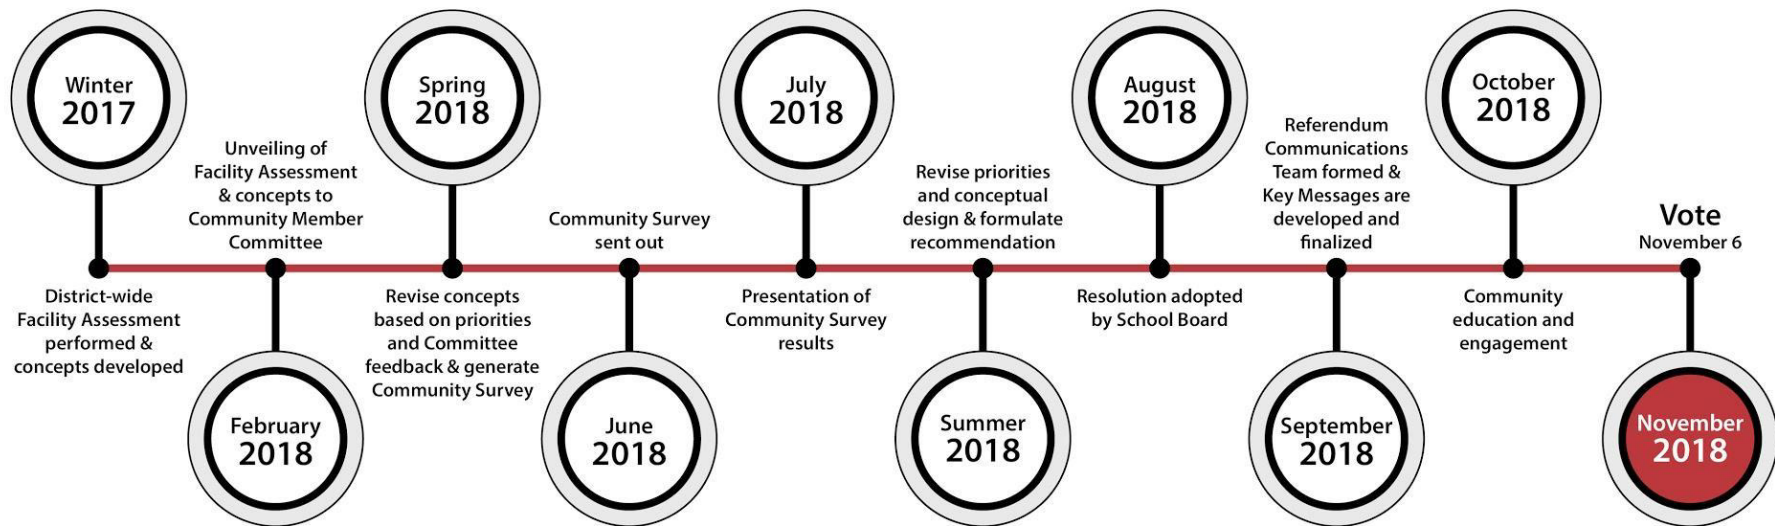 Winter
2017
District-wide
Facility Assessment
performed &
concepts developed
Unveiling of
Facility Assessment
& concepts to
Community Member
Committee
February
2018
Spring
2018
Revise concepts
based on priorities
and Committee
feedback & generate
Community Survey
Community Survey
sent out
June
2018
July
2018
Presentation of
Community Survey
results
Revise priorities
and conceptual
design & formulate
recommendation
Summer
2018
August
2018
Resolution adopted
by School Board
Referendum
Communications
Team formed &
Key Messages are
developed and
finalized
September
2018
October
2018
Community
education and
engagement
Vote
November 6
November
2018